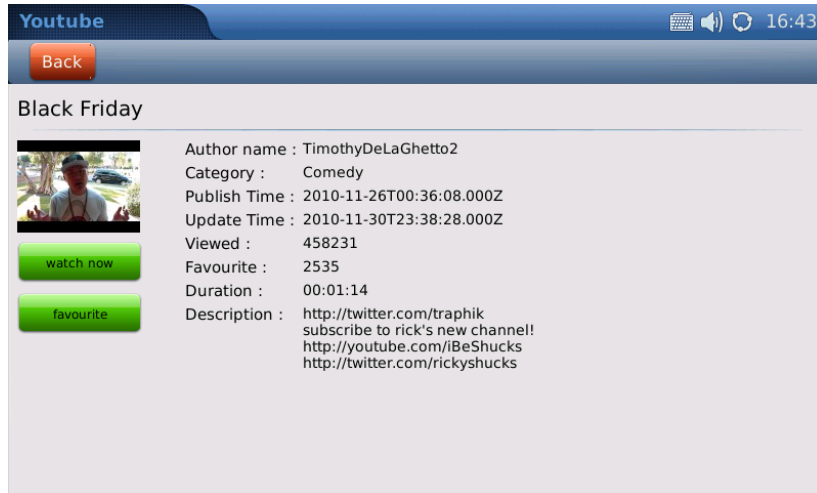 Youtube
16:43
Back
Black Friday
Author name : TimothyDeLaGhetto2
Category : Comedy
Publish Time : 2010-11-26T00:36:08.000Z
Update Time : 2010-11-30T23:38:28.000Z
Viewed : 458231
Favourite : 2535
Duration : 00:01:14
Description : http://twitter.com/traphik
subscribe to rick's new channel!
http://youtube.com/iBeShucks
http://twitter.com/rickyshucks
watch now
favourite